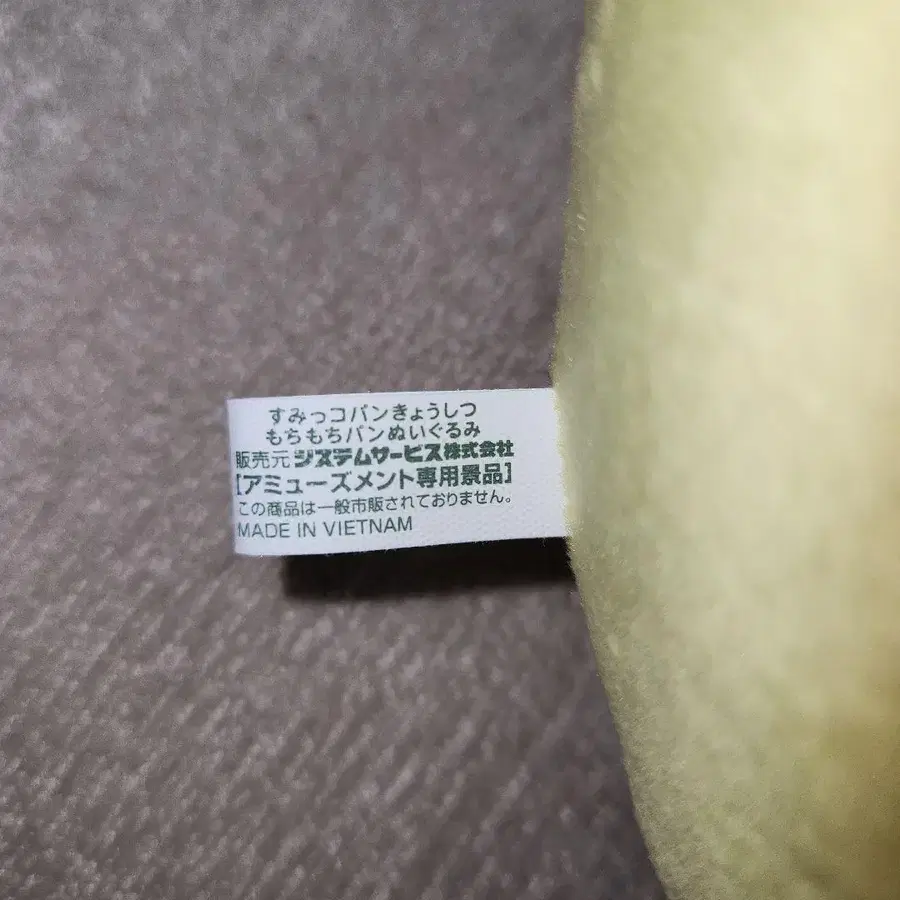 すみっコパンきょうしつ
もちもちパンぬいぐるみ
販売元 システムサービス株式会社
[アミューズメント専用景品]
この商品は一般市販されておりません。
MADE IN VIETNAM